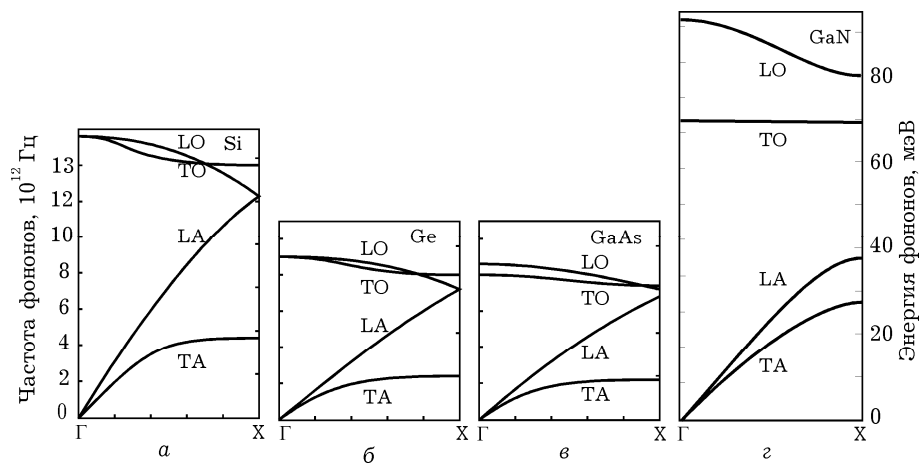 Частота фононов, 10¹² Гц
13
12
10
8
6
4
2
0
Si
LO
TO
LA
TA
Γ
X
а
Ge
LO
TO
LA
TA
Γ
X
б
GaAs
LO
TO
LA
TA
Γ
X
в
GaN
LO
TO
LA
TA
Γ
X
г
80
60
40
20
0
Энергия фононов, мэВ